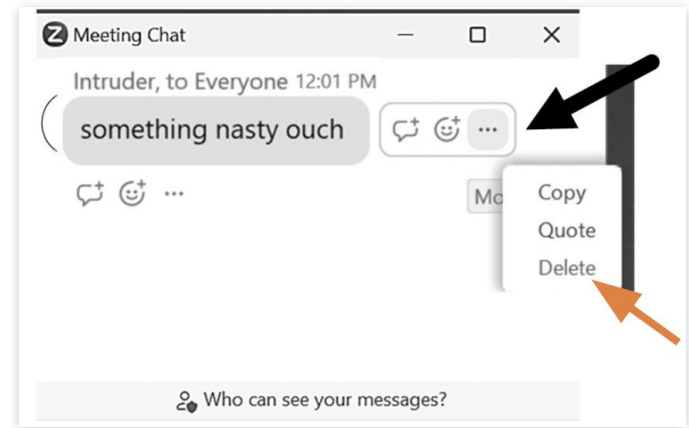 Meeting Chat
Intruder, to Everyone 12:01 PM
something nasty ouch
Copy
Quote
Delete
Who can see your messages?